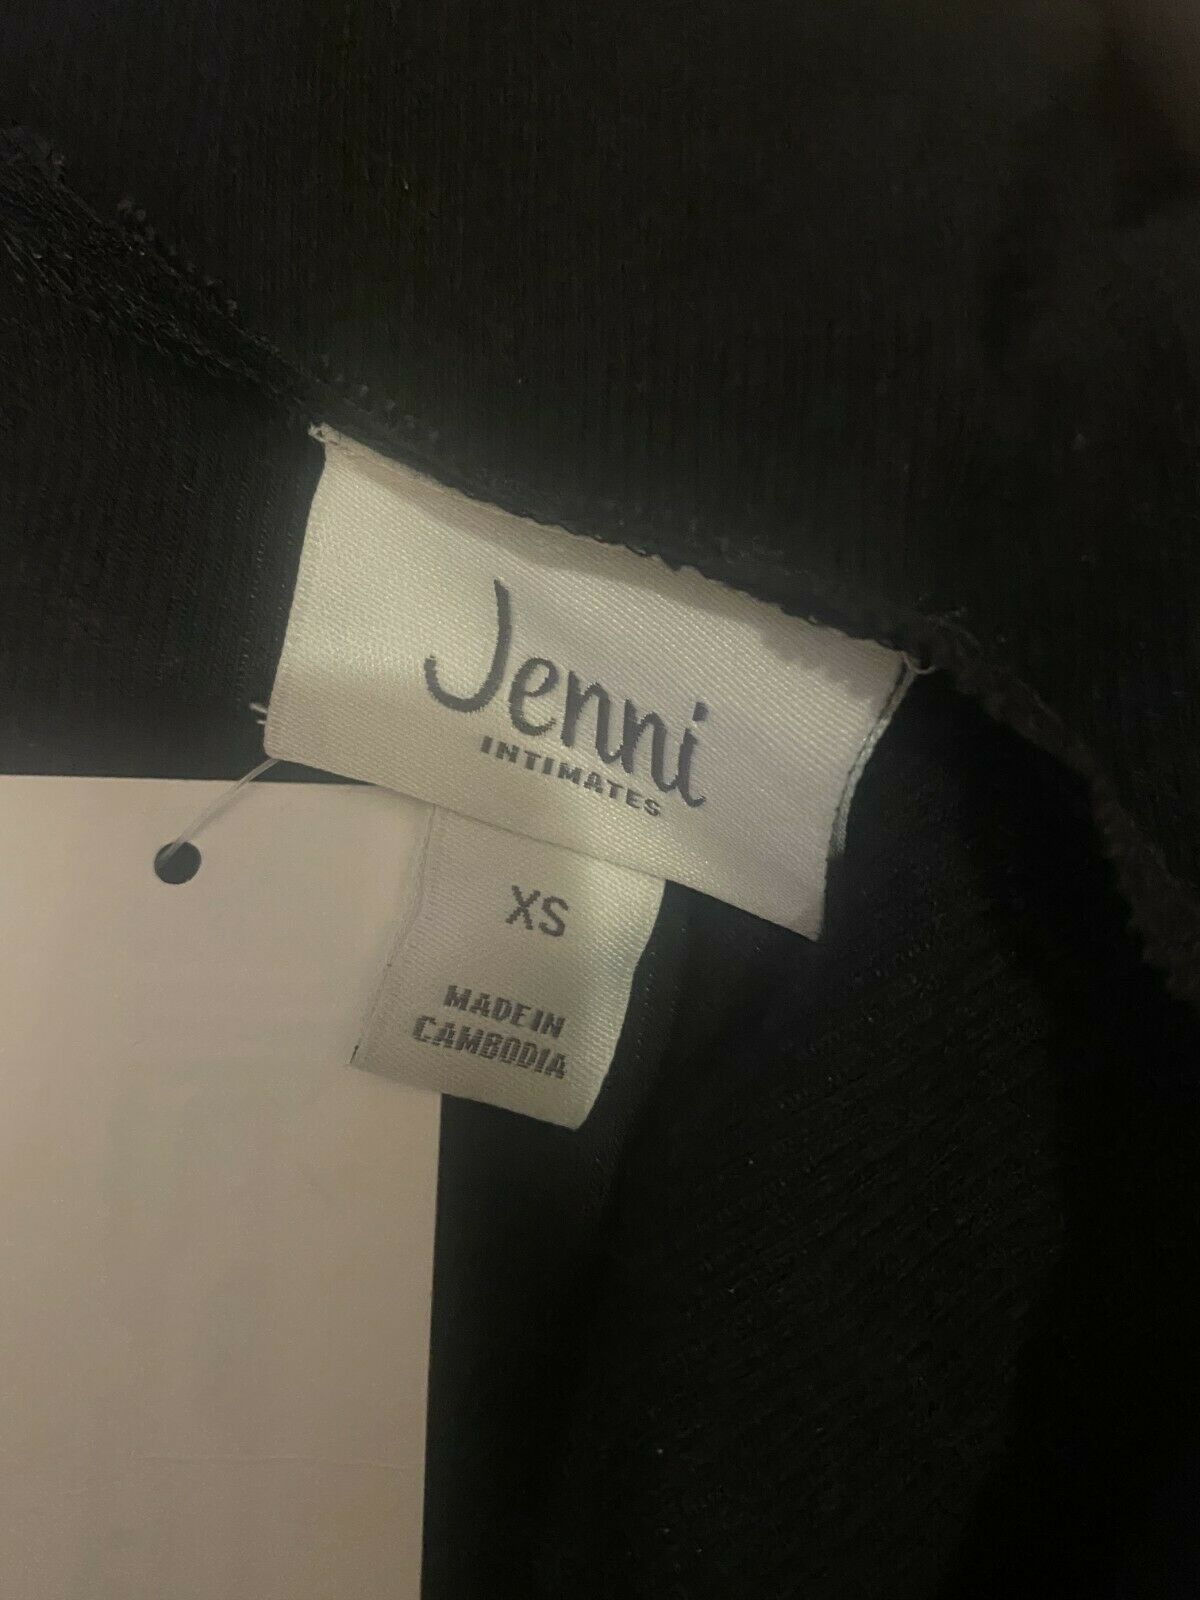 Jenni
INTIMATES
XS
MADE IN
CAMBODIA